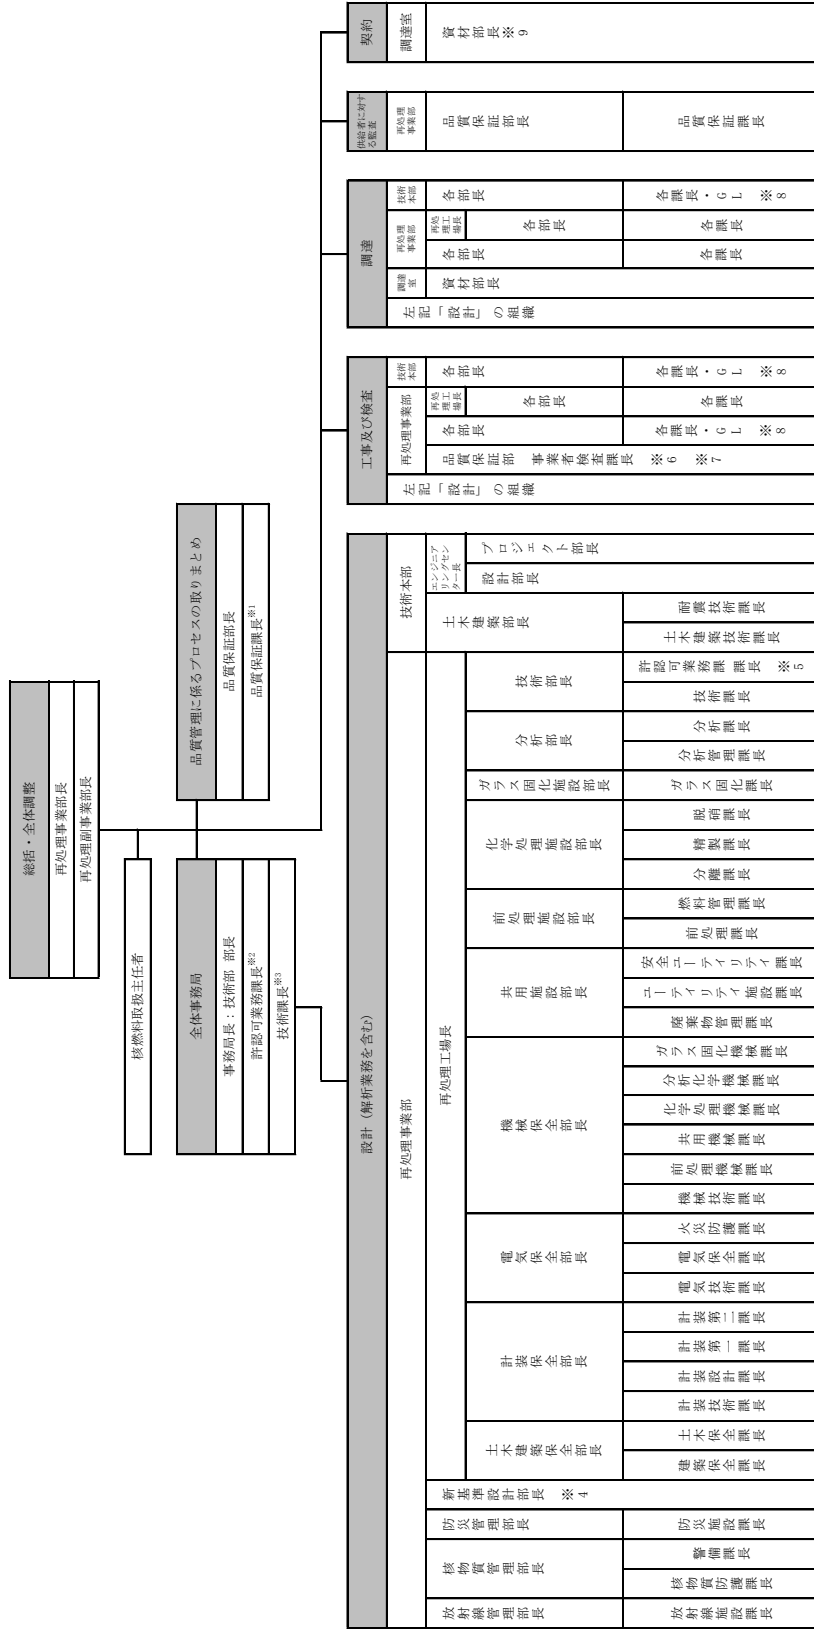 総括・全体調整
再処理事業部長
再処理副事業部長
核燃料取扱主任者
全体事務局
事務局長：技術部 部長
許認可業務課長※2
技術課長※3
品質管理に係るプロセスの取りまとめ
品質保証部長
品質保証課長※1
設計（解析業務を含む）
再処理事業部
放射線管理部長
放射線施設課長
核物質管理部長
核物質防護課長
警備課長
防災管理部長
防災施設課長
新基準設計部長 ※4
再処理工場長
土木建築保全部長
建築保全課長
土木保全課長
計装保全部長
計装技術課長
計装設計課長
計装第一課長
計装第二課長
電気保全部長
電気技術課長
電気保全課長
火災防護課長
機械保全部長
機械技術課長
前処理機械課長
共用機械課長
化学処理機械課長
分析化学機械課長
ガラス固化機械課長
共用施設部長
廃棄物管理課長
ユーティリティ施設課長
安全ユーティリティ課長
前処理施設部長
前処理課長
燃料管理課長
化学処理施設部長
分離課長
精製課長
脱硝課長
ガラス固化施設部長
ガラス固化課長
分析部長
分析管理課長
分析課長
技術部長
技術課長
許認可業務課 課長 ※5
技術本部
土木建築部長
土木建築技術課長
耐震技術課長
エンジニア
リングセン
ター長
設計部長
プロジェクト部長
工事及び検査
左記「設計」の組織
再処理事業部
品質保証部 事業者検査課長 ※6 ※7
各部長
各課長・GL ※8
再処
理工
場長
各部長
各課長
技術
本部
各部長
各課長・GL ※8
調達
左記「設計」の組織
調達
室
資材部長
再処理
事業部
各部長
各課長
再処
理工
場長
各部長
各課長
技術
本部
各部長
各課長・GL ※8
供給者に対す
る監査
再処理
事業部
品質保証部長
品質保証課長
契約
調達室
資材部長※9